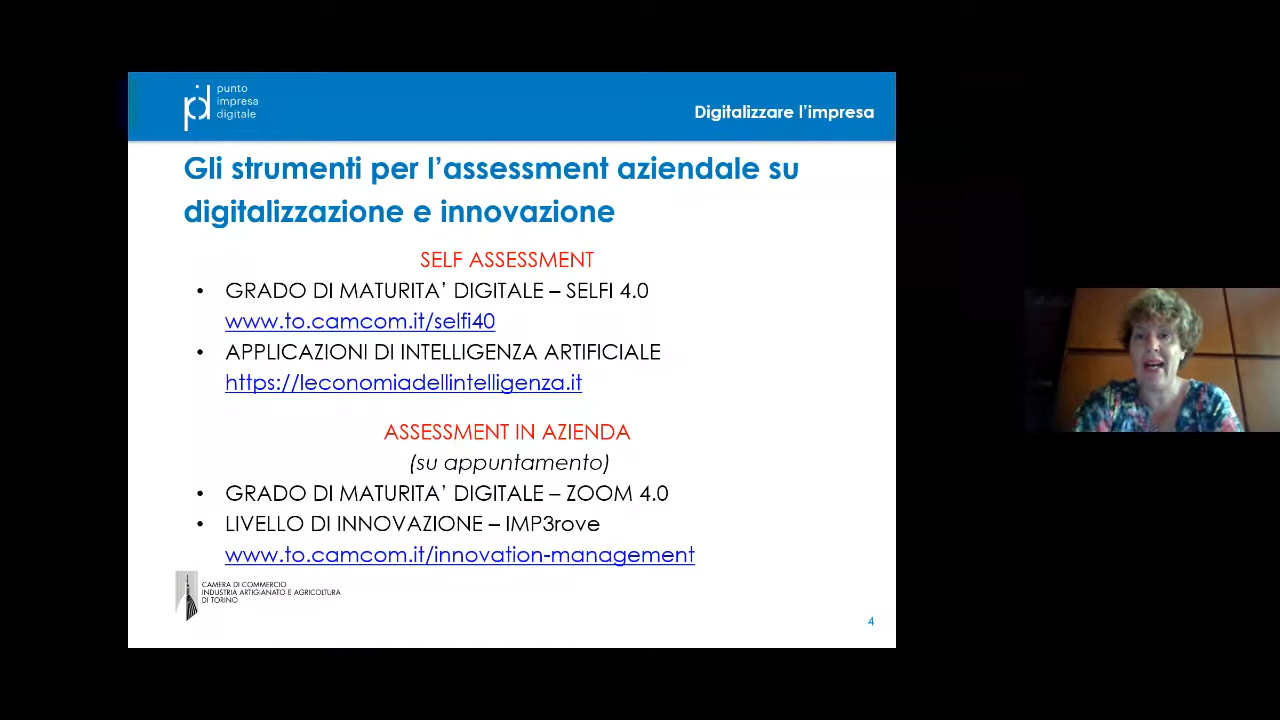 pid
punto
impresa
digitale
Digitalizzare l’impresa
Gli strumenti per l’assessment aziendale su
digitalizzazione e innovazione
SELF ASSESSMENT
• GRADO DI MATURITA’ DIGITALE – SELFI 4.0
www.to.camcom.it/selfi40
• APPLICAZIONI DI INTELLIGENZA ARTIFICIALE
https://leconomiadellintelligenza.it
ASSESSMENT IN AZIENDA
(su appuntamento)
• GRADO DI MATURITA’ DIGITALE – ZOOM 4.0
• LIVELLO DI INNOVAZIONE – IMP3rove
www.to.camcom.it/innovation-management
CAMERA DI COMMERCIO
INDUSTRIA ARTIGIANATO E AGRICOLTURA
DI TORINO
4